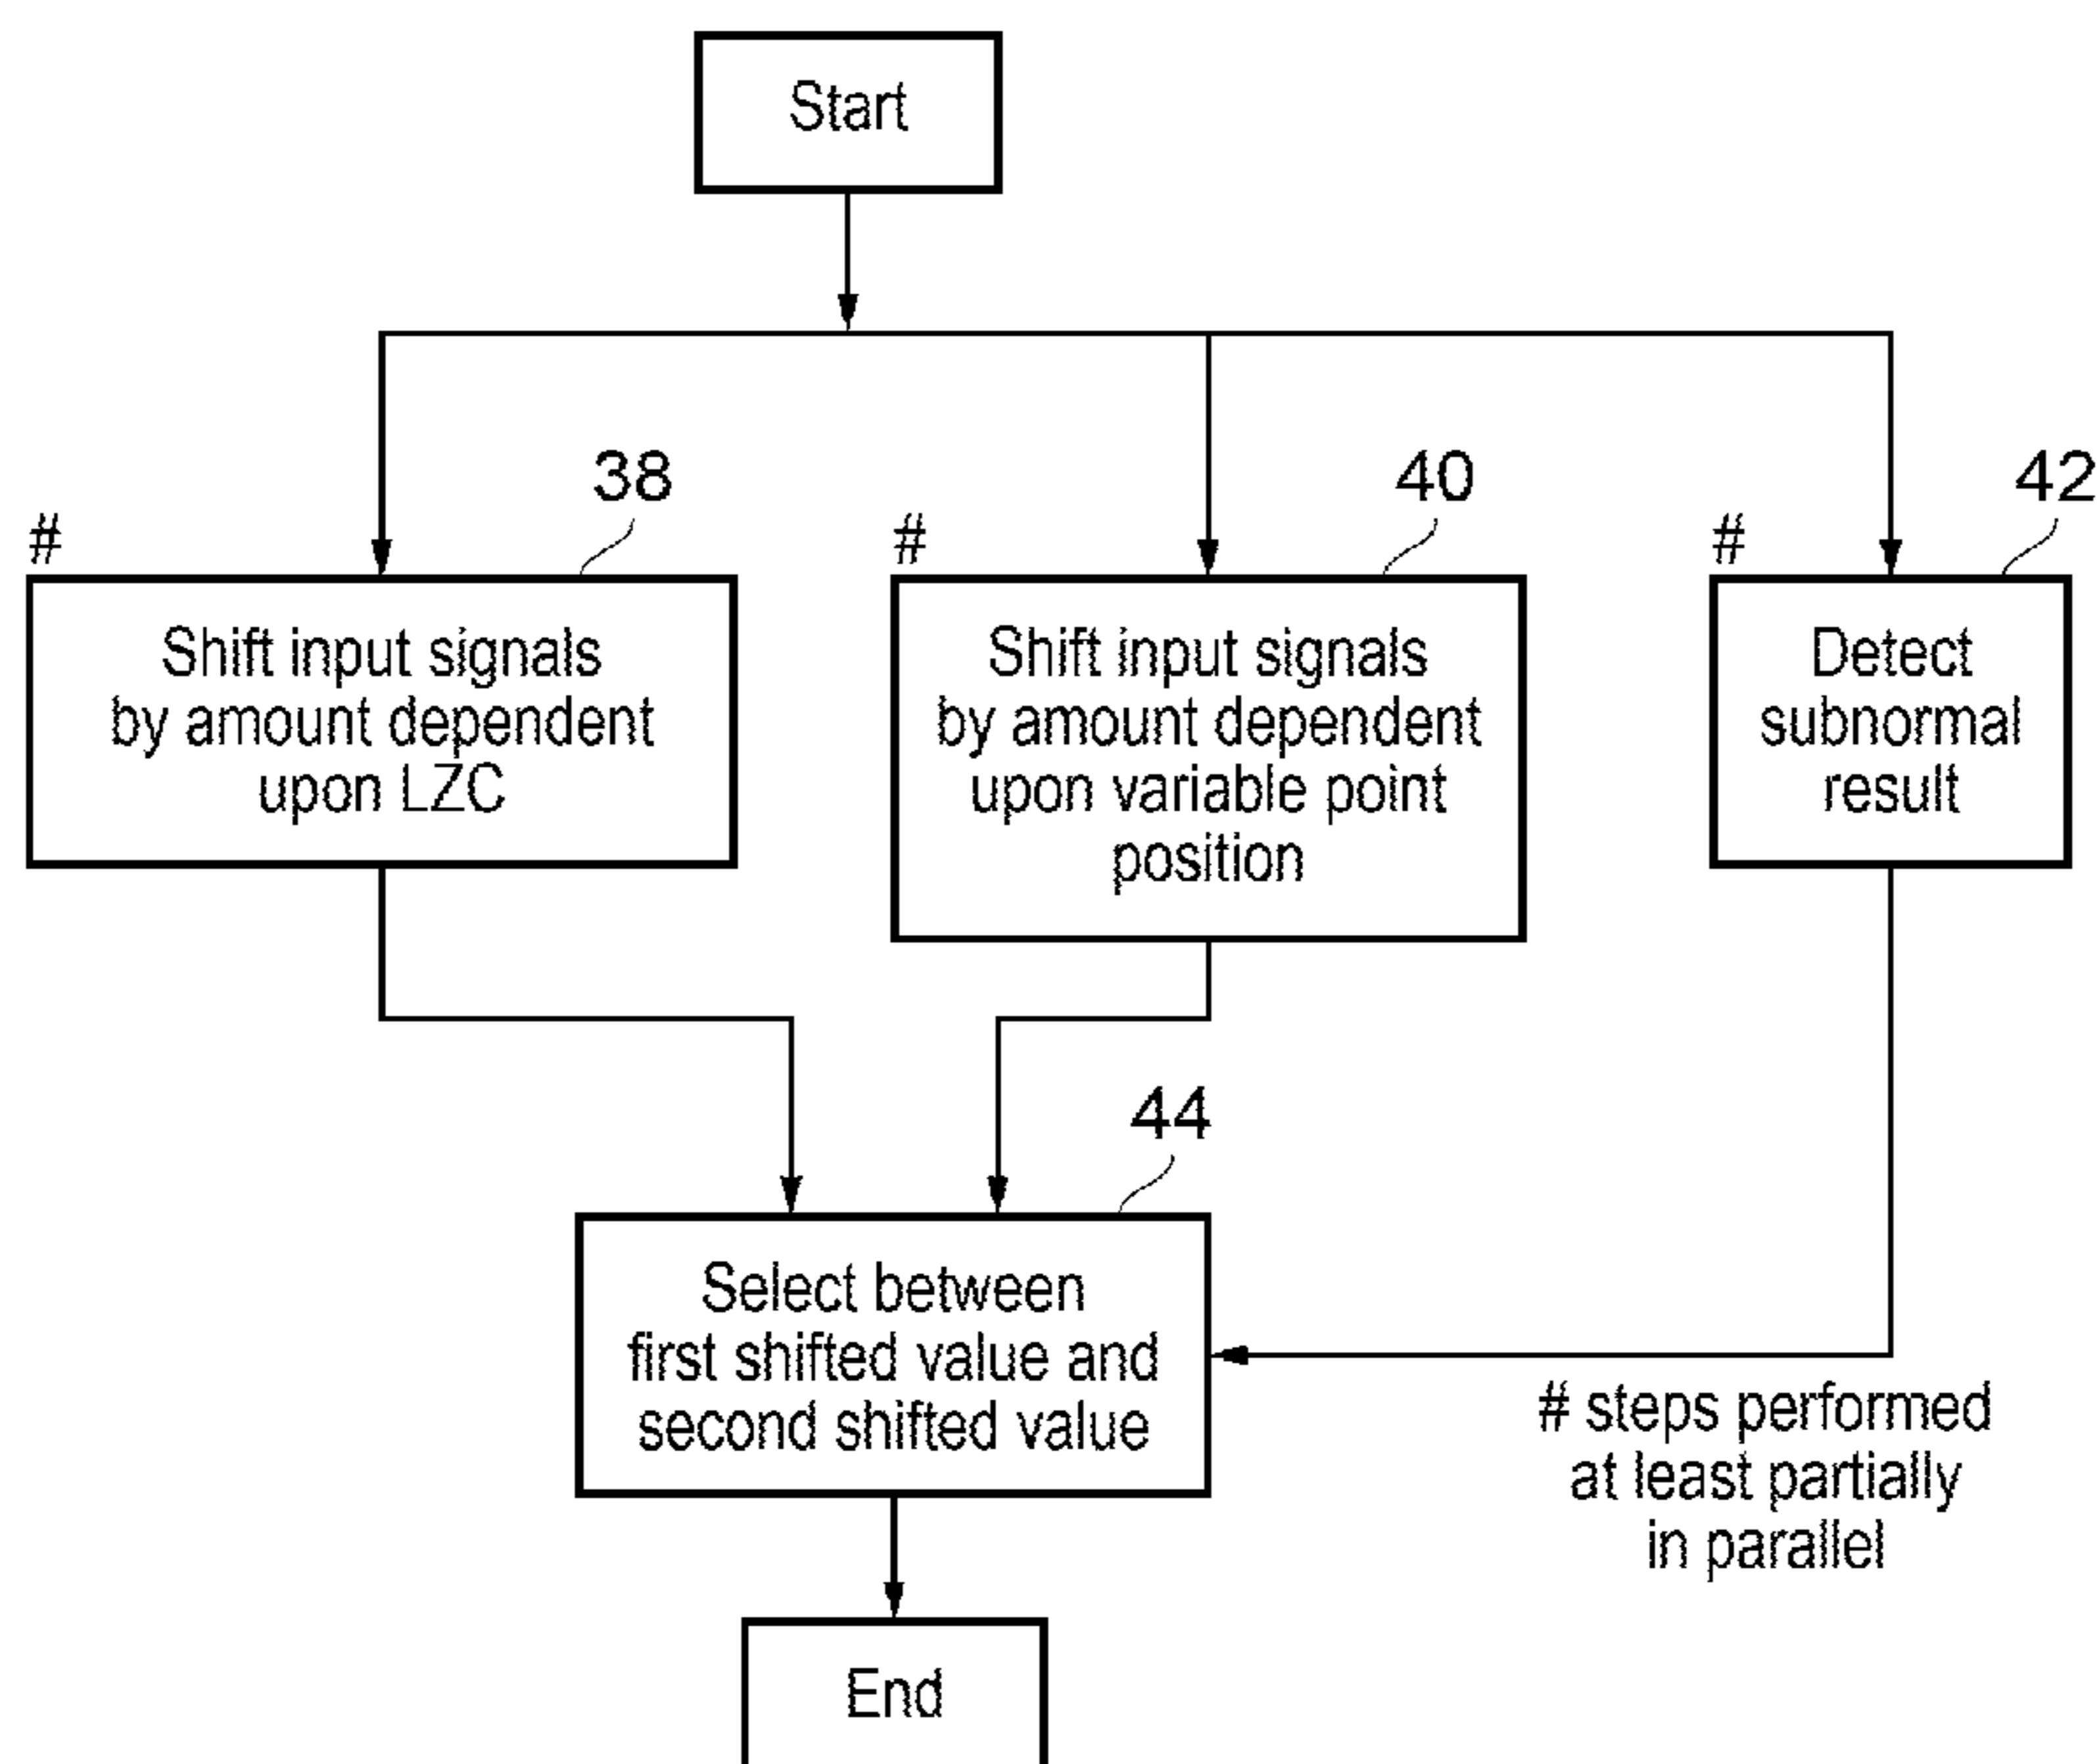 Start
38
40
42
#
#
#
Shift input signals
by amount dependent
upon LZC
Shift input signals
by amount dependent
upon variable point
position
Detect
subnormal
result
44
Select between
first shifted value and
second shifted value
# steps performed
at least partially
in parallel
End